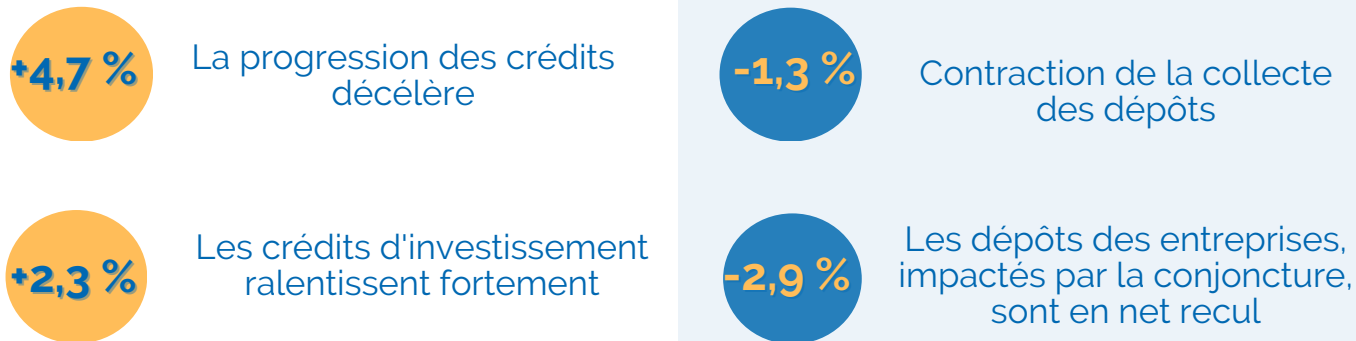 +4,7 %
La progression des crédits
décélère
-1,3 %
Contraction de la collecte
des dépôts
+2,3 %
Les crédits d'investissement
ralentissent fortement
-2,9 %
Les dépôts des entreprises,
impactés par la conjoncture,
sont en net recul